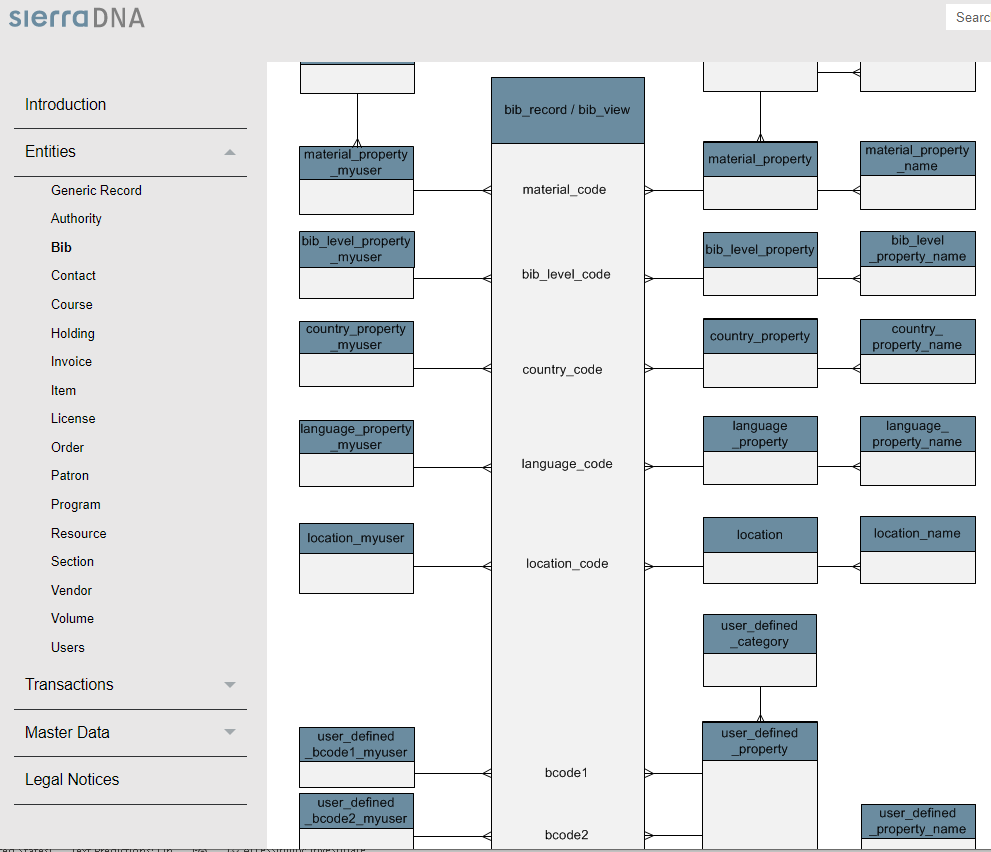 sierraDNA
Searc
Introduction
Entities
Generic Record
Authority
Bib
Contact
Course
Holding
Invoice
Item
License
Order
Patron
Program
Resource
Section
Vendor
Volume
Users
Transactions
Master Data
Legal Notices
bib_record / bib_view
material_property
_myuser
material_code
material_property
material_property
_name
bib_level_property
_myuser
bib_level_code
bib_level_property
bib_level
_property_name
country_property
_myuser
country_code
country_property
country_
property_name
language_property
_myuser
language_code
language
_property
language_
property_name
location_myuser
location_code
location
location_name
user_defined
_category
user_defined
_bcode1_myuser
bcode1
user_defined
_property
user_defined
_bcode2_myuser
bcode2
user_defined
_property_name